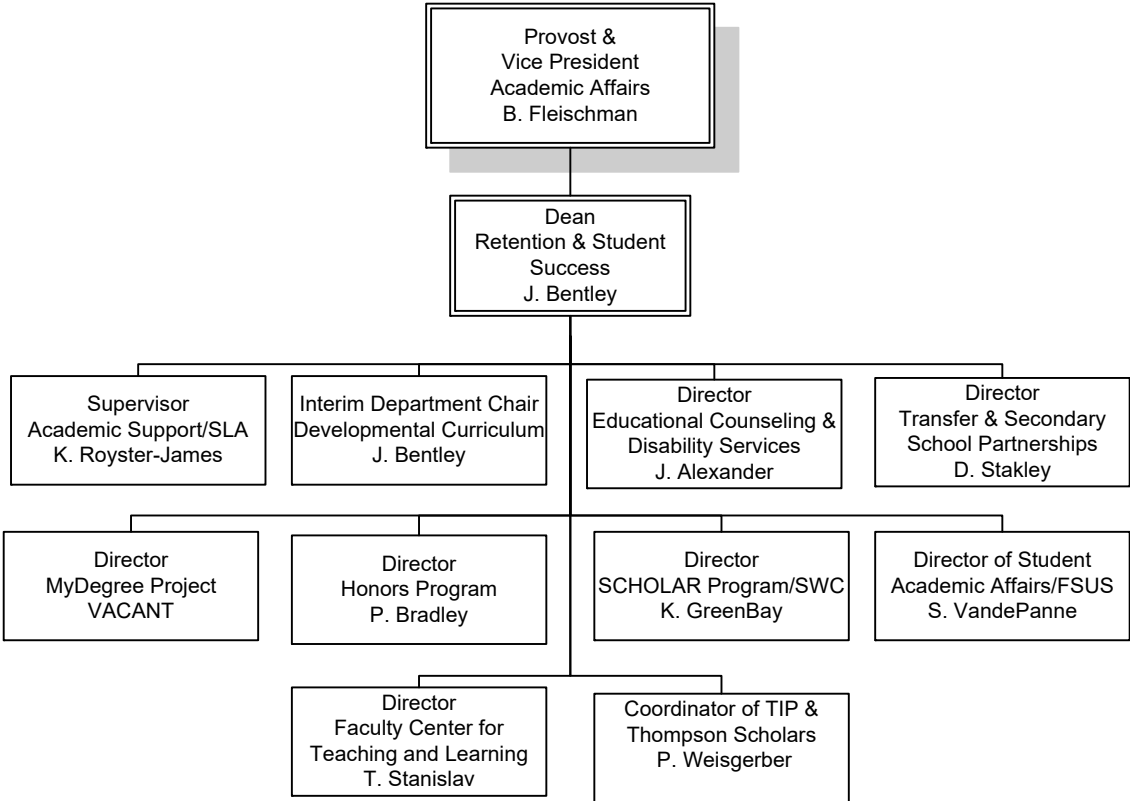 Provost &
Vice President
Academic Affairs
B. Fleischman
Dean
Retention & Student
Success
J. Bentley
Supervisor
Academic Support/SLA
K. Royster-James
Interim Department Chair
Developmental Curriculum
J. Bentley
Director
Educational Counseling &
Disability Services
J. Alexander
Director
Transfer & Secondary
School Partnerships
D. Stakley
Director
MyDegree Project
VACANT
Director
Honors Program
P. Bradley
Director
SCHOLAR Program/SWC
K. GreenBay
Director of Student
Academic Affairs/FSUS
S. VandePanne
Director
Faculty Center for
Teaching and Learning
T. Stanislav
Coordinator of TIP &
Thompson Scholars
P. Weisgerber